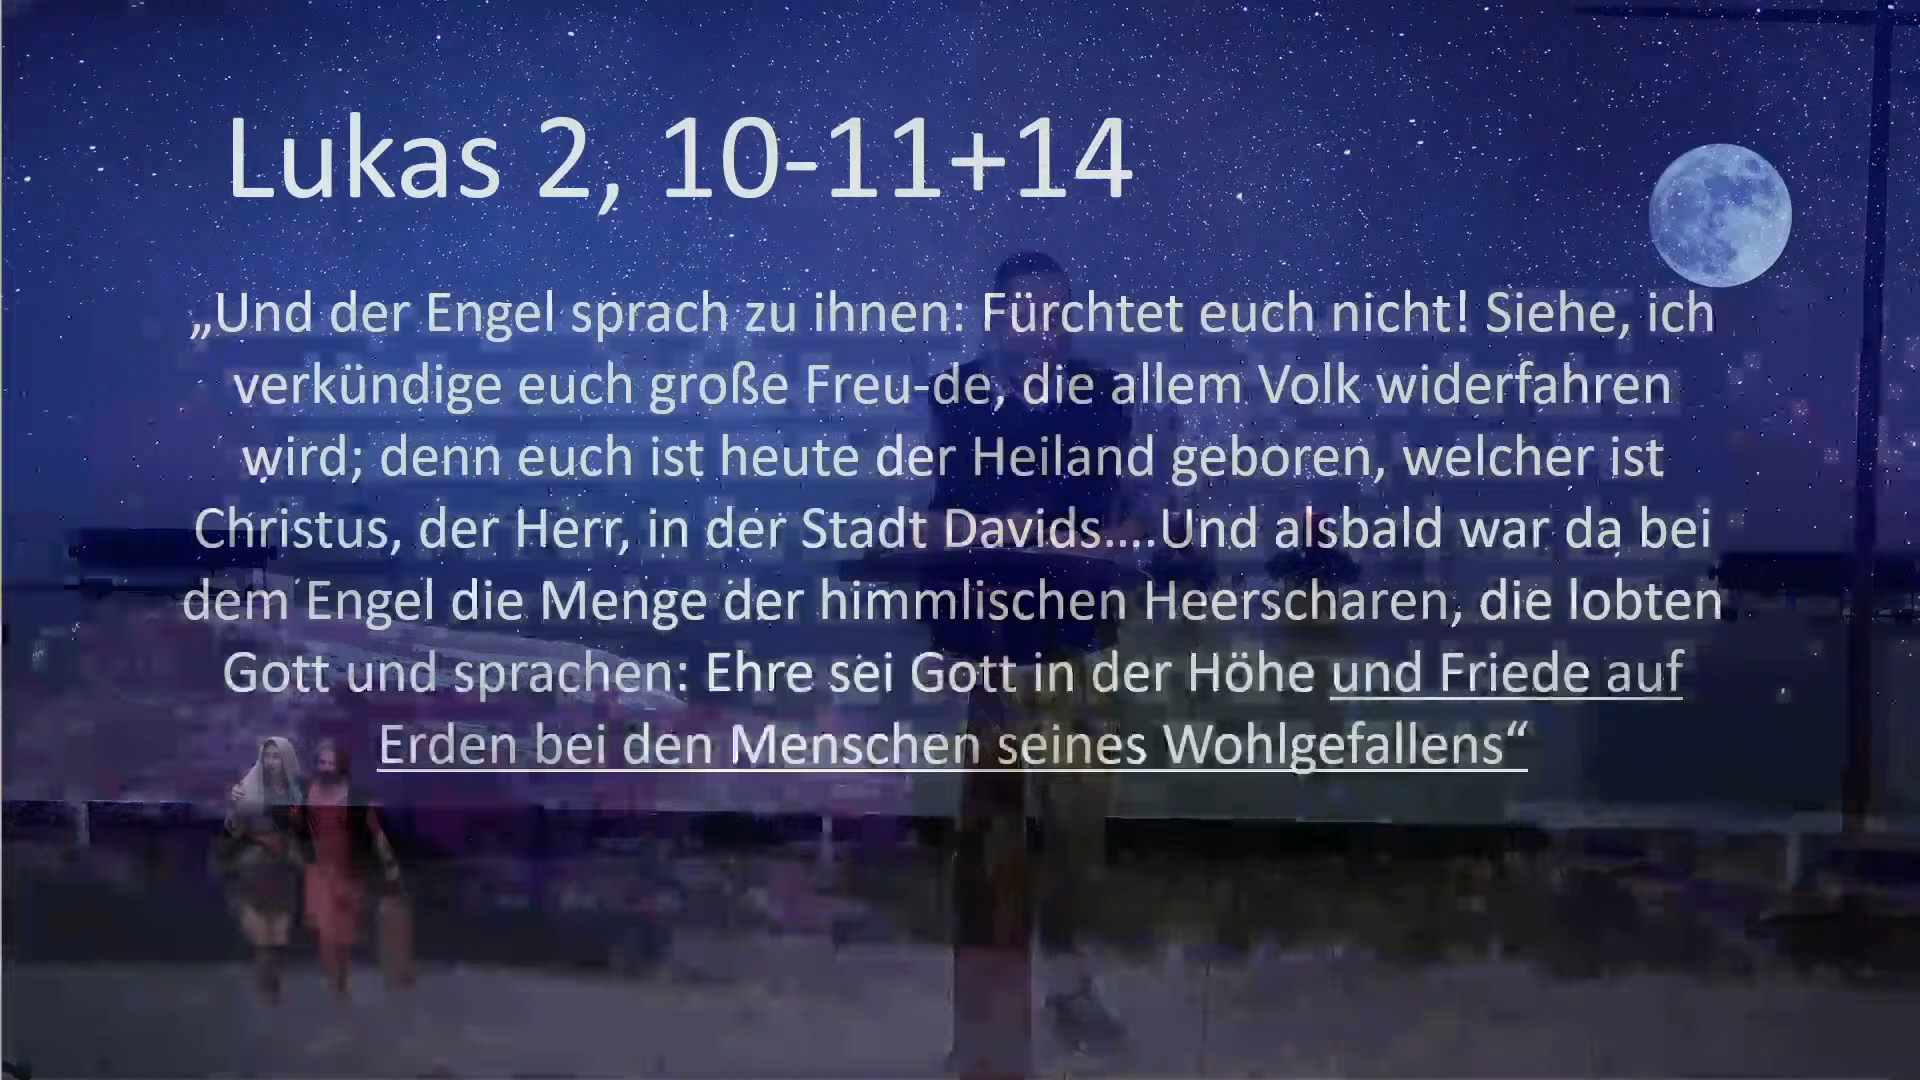 Lukas 2, 10-11+14
„Und der Engel sprach zu ihnen: Fürchtet euch nicht! Siehe, ich
verkündige euch große Freu-de, die allem Volk widerfahren
wird; denn euch ist heute der Heiland geboren, welcher ist
Christus, der Herr, in der Stadt Davids....Und alsbald war da bei
dem Engel die Menge der himmlischen Heerscharen, die lobten
Gott und sprachen: Ehre sei Gott in der Höhe und Friede auf
Erden bei den Menschen seines Wohlgefallens“